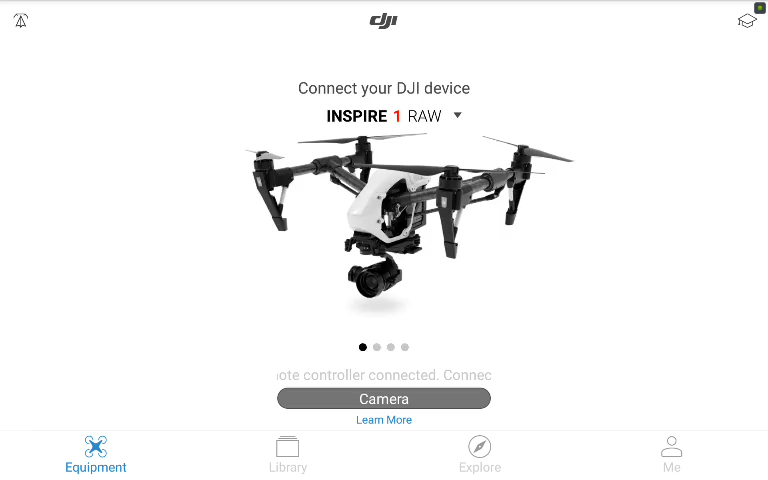 dji
Connect your DJI device
INSPIRE 1 RAW
ote controller connected. Connec
Camera
Learn More
Equipment
Library
Explore
Me